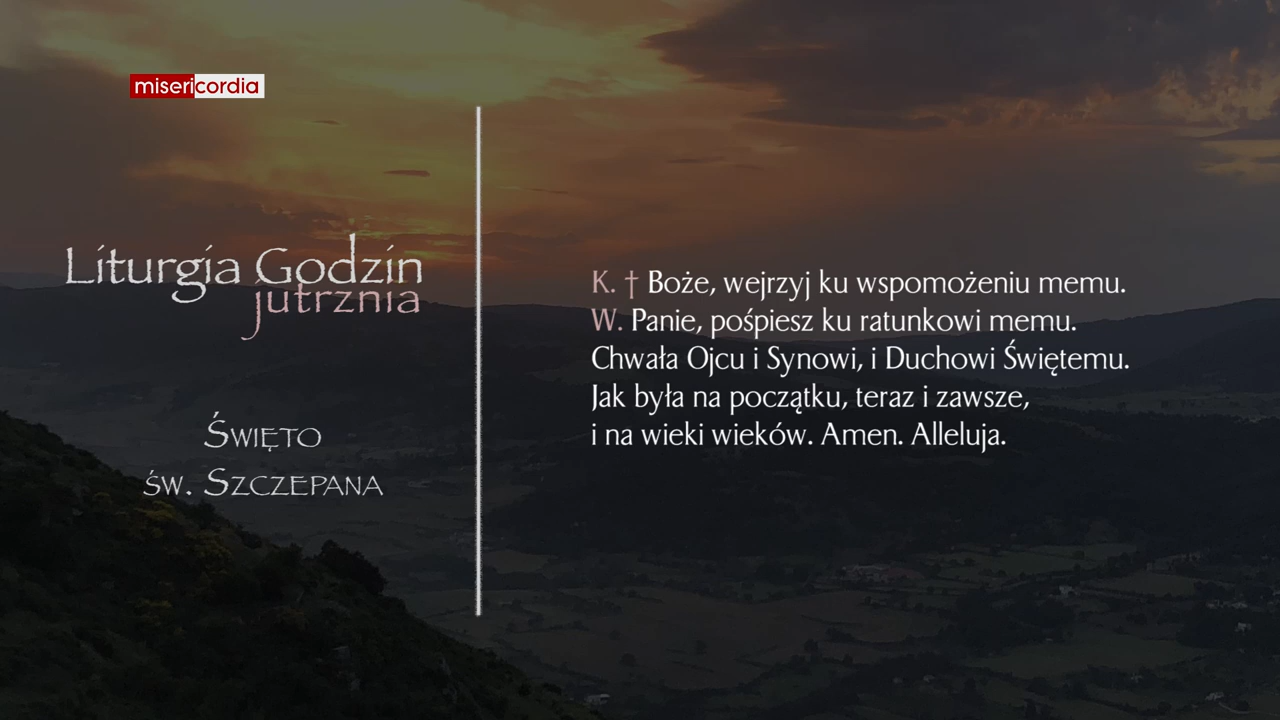 misericordia
Liturgia Godzin
jutrznia
Święto
św. Szczepana
K. † Boże, wejrzyj ku wspomożeniu memu.
W. Panie, pośpiesz ku ratunkowi memu.
Chwała Ojcu i Synowi, i Duchowi Świętemu.
Jak była na początku, teraz i zawsze,
i na wieki wieków. Amen. Alleluja.